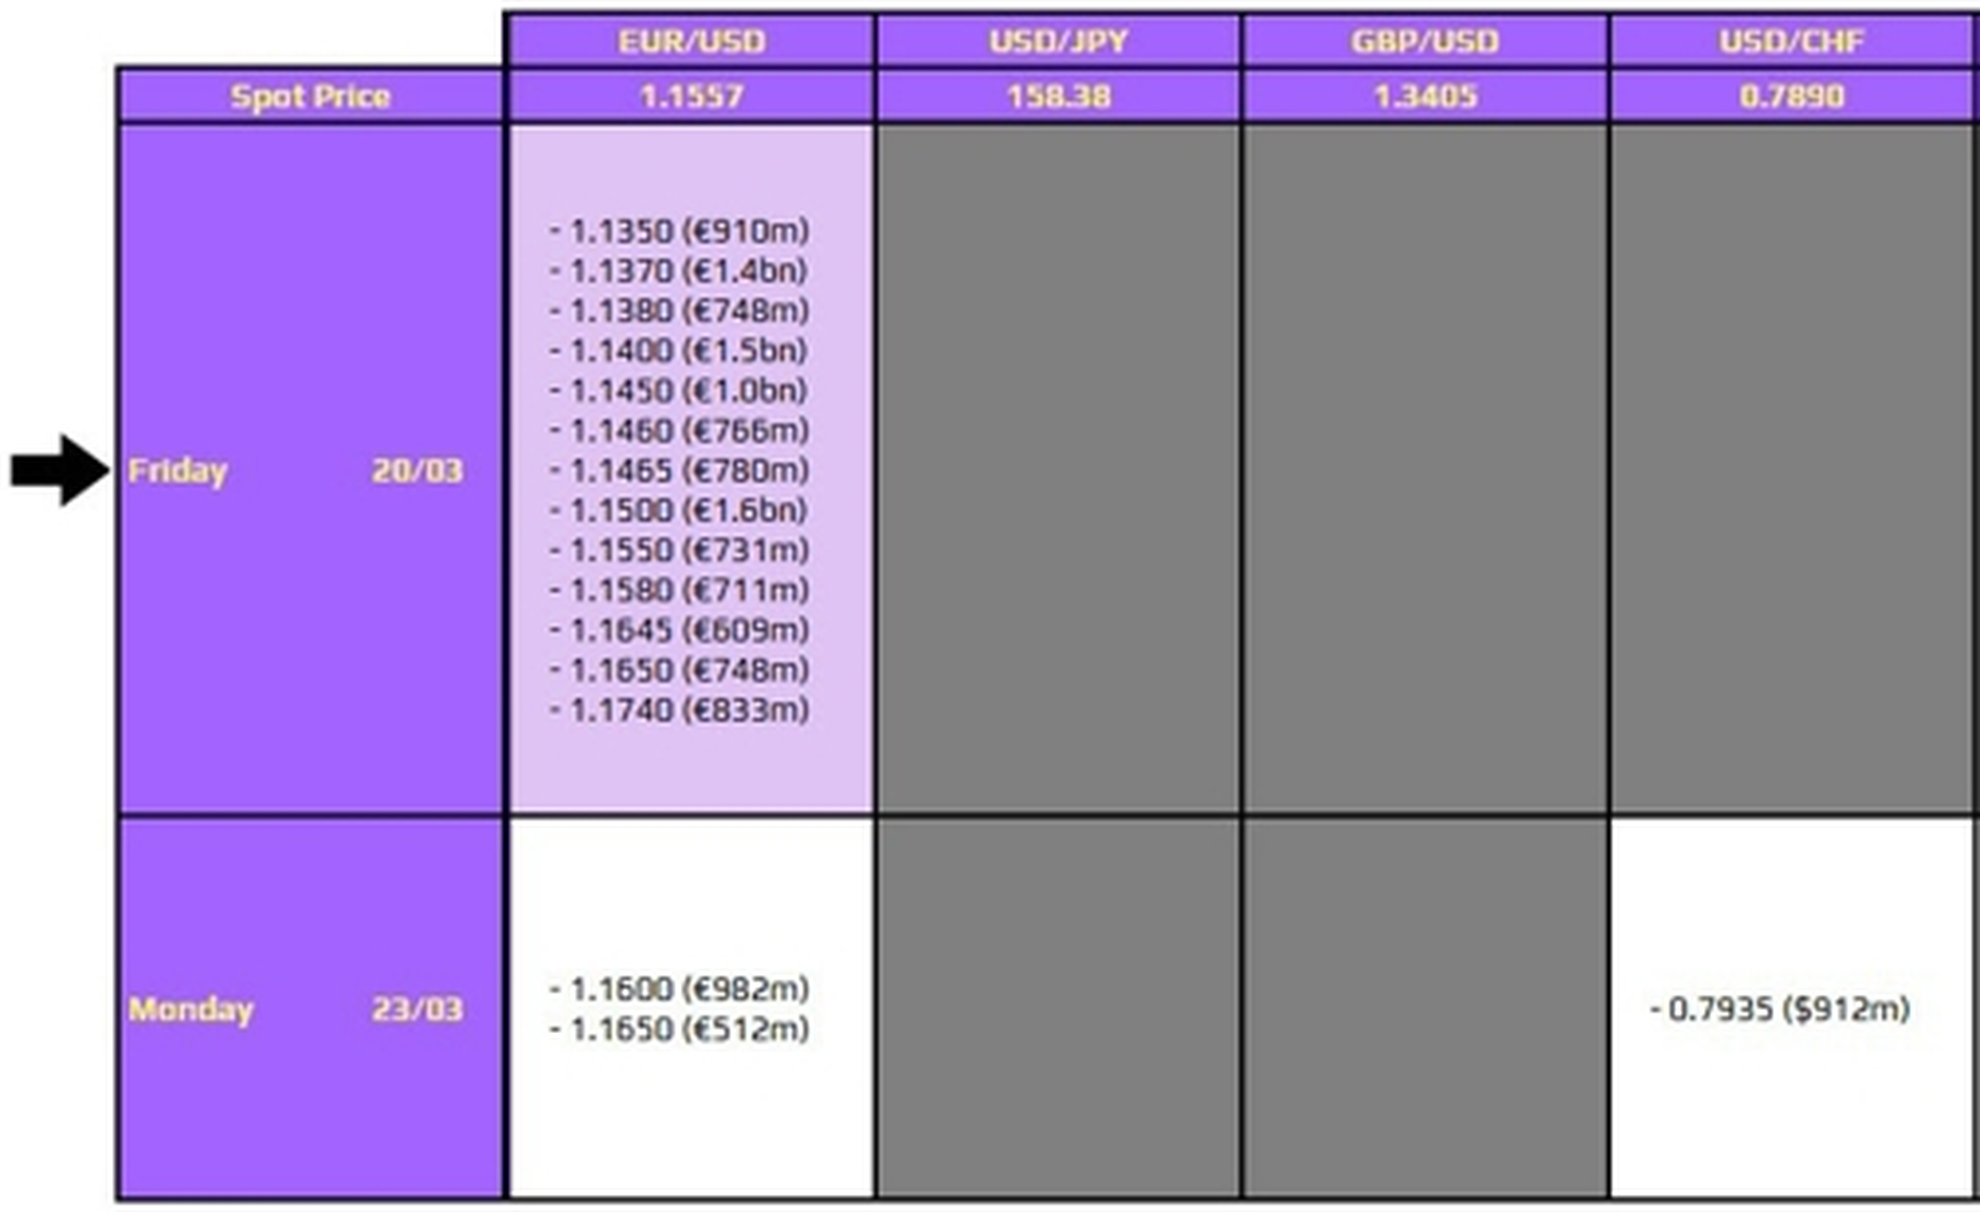 EUR/USD USD/JPY GBP/USD USD/CHF
Spot Price 1.1557 158.38 1.3405 0.7890
- 1.1350 (€910m)
- 1.1370 (€1.4bn)
- 1.1380 (€748m)
- 1.1400 (€1.5bn)
- 1.1450 (€1.0bn)
- 1.1460 (€766m)
Friday 20/03 - 1.1465 (€780m)
- 1.1500 (€1.6bn)
- 1.1550 (€731m)
- 1.1580 (€711m)
- 1.1645 (€609m)
- 1.1650 (€748m)
- 1.1740 (€833m)
- 1.1600 (€982m)
Monday 23/03 - 0.7935 ($912m)
- 1.1650 (€512m)